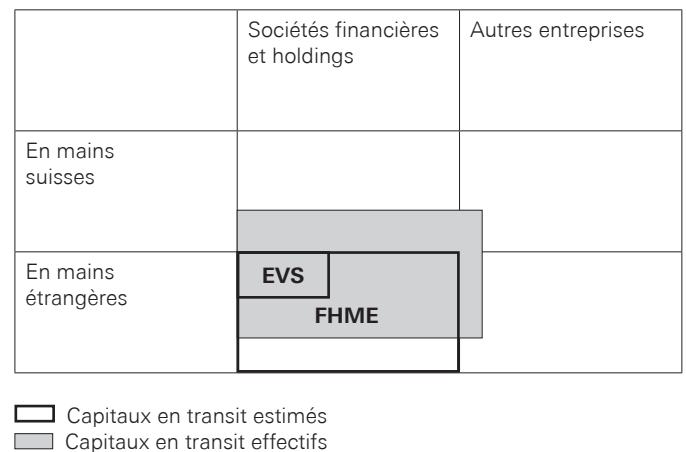 Sociétés financières
et holdings
Autres entreprises
En mains
suisses
En mains
étrangères
EVS
FHME
Capitaux en transit estimés
Capitaux en transit effectifs